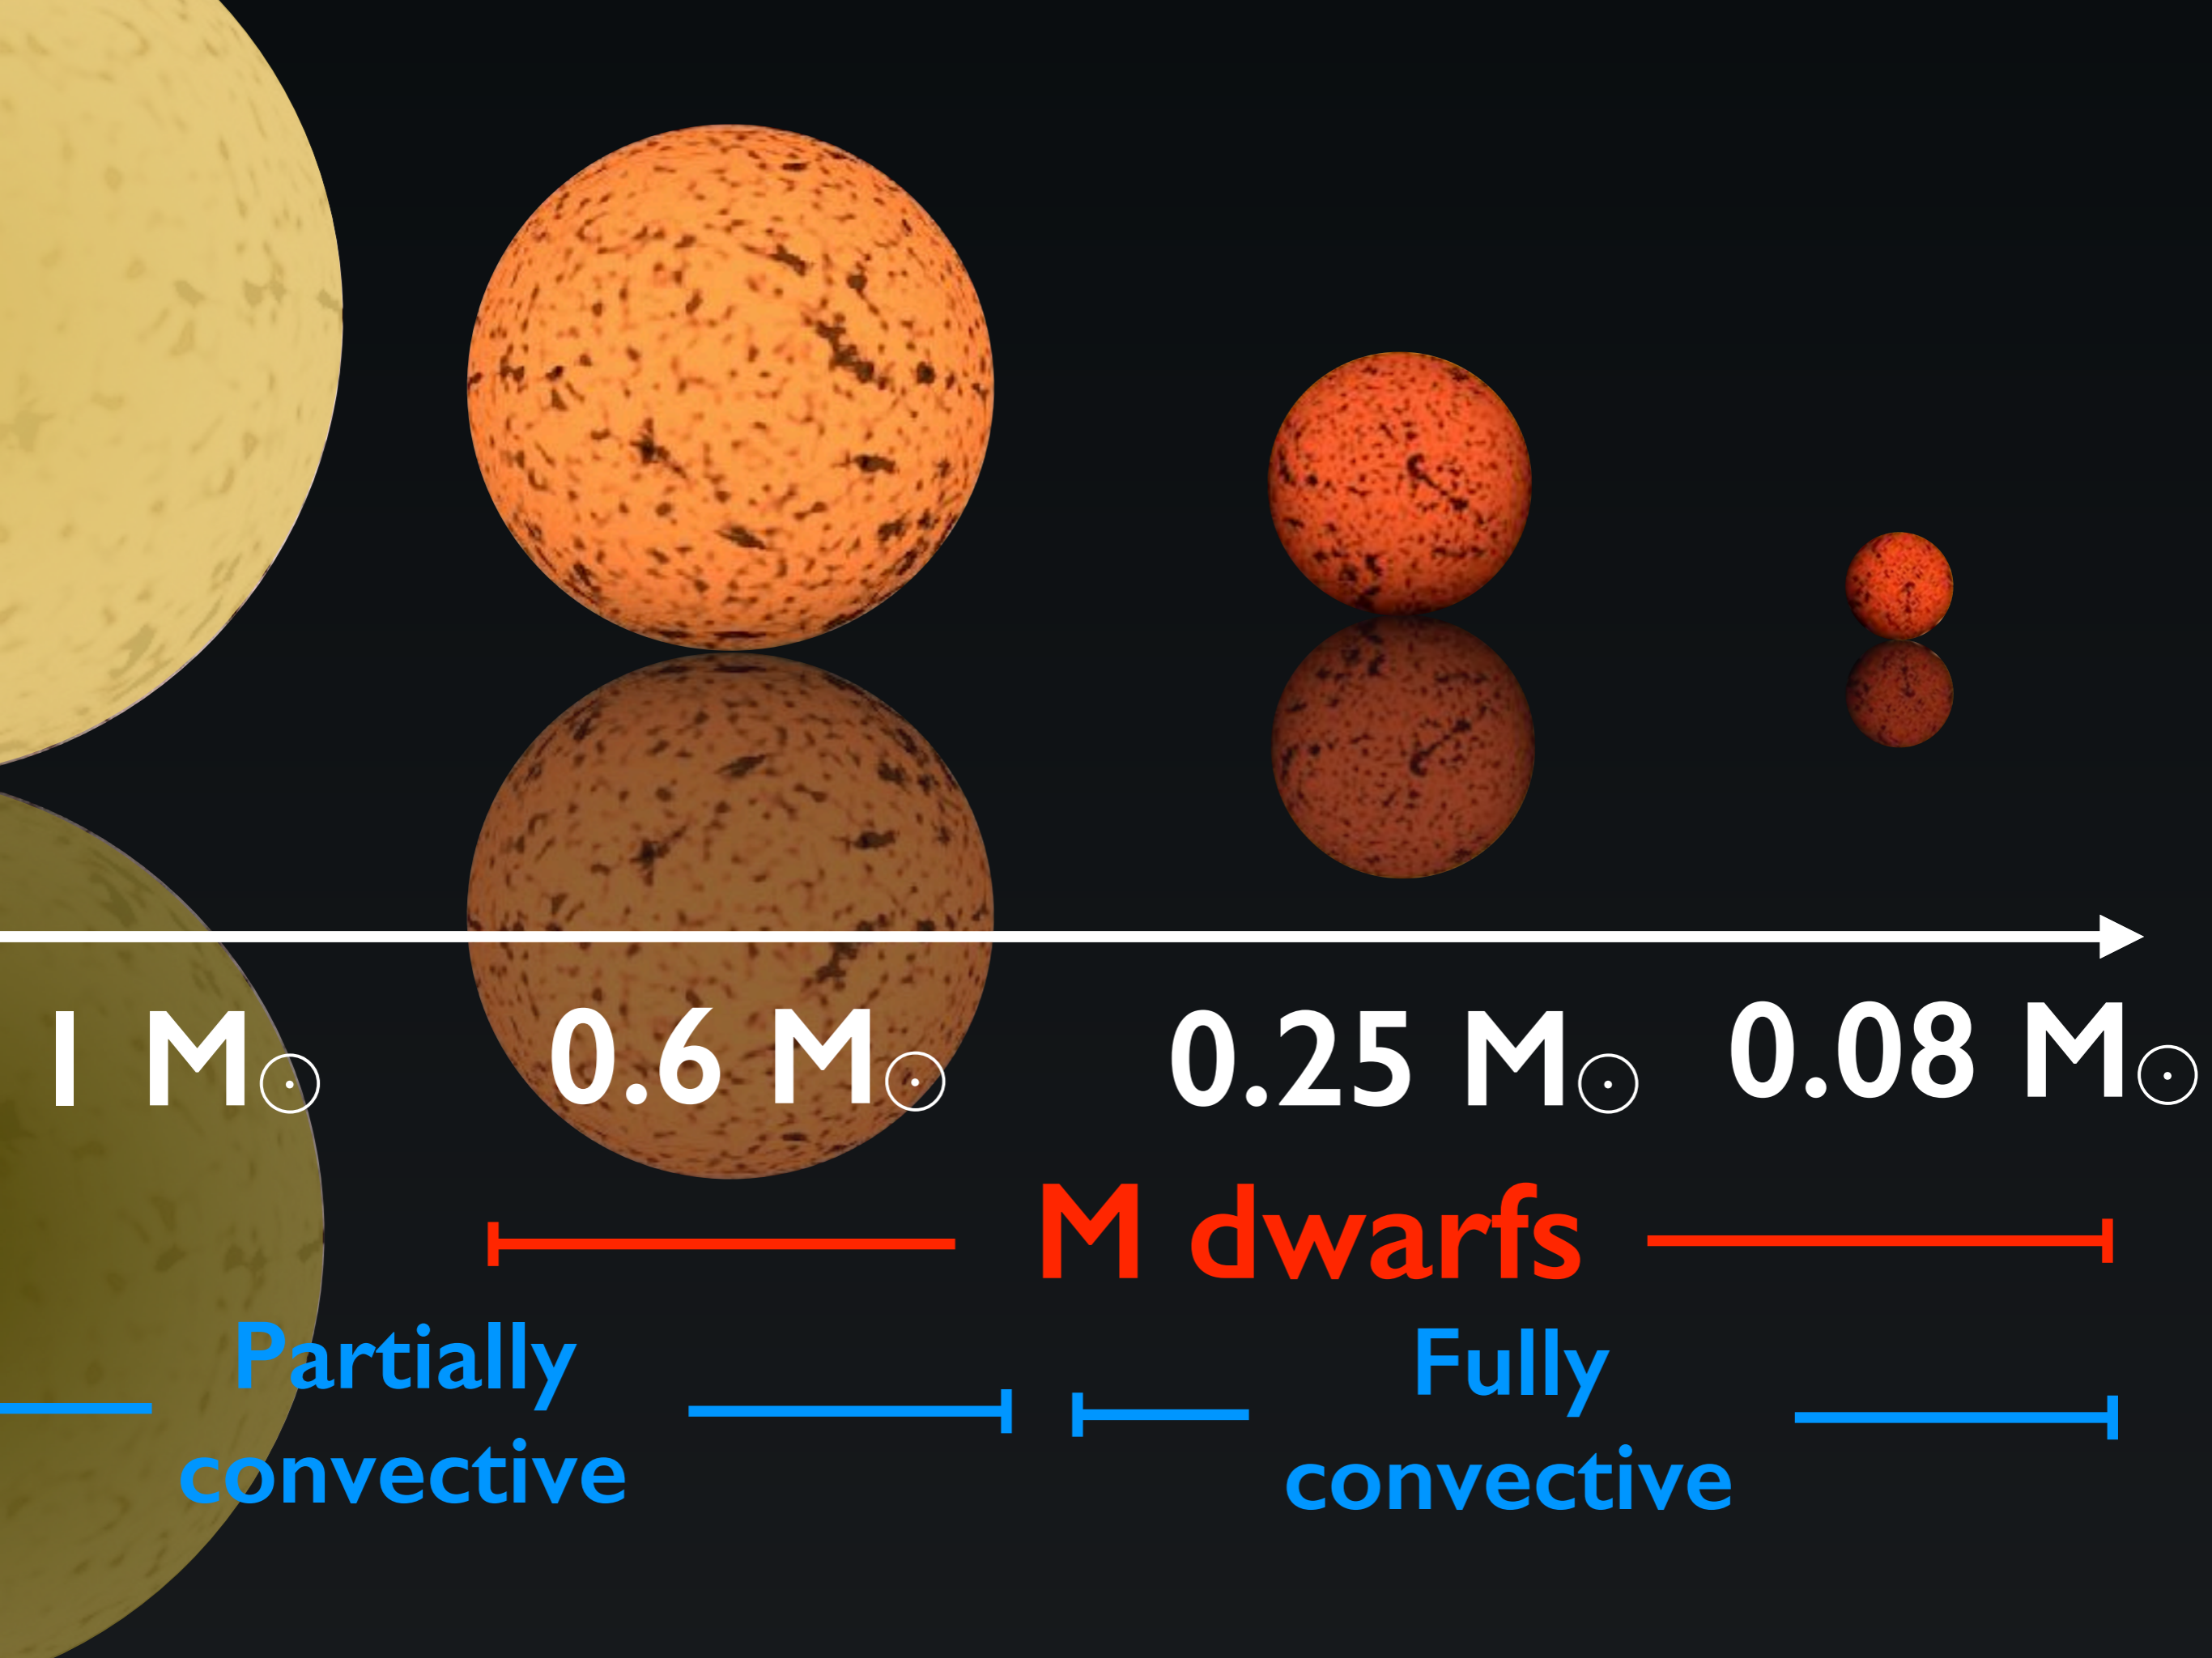 1 M☉ 0.6 M☉ 0.25 M☉ 0.08 M☉
M dwarfs
Partially
convective
Fully
convective